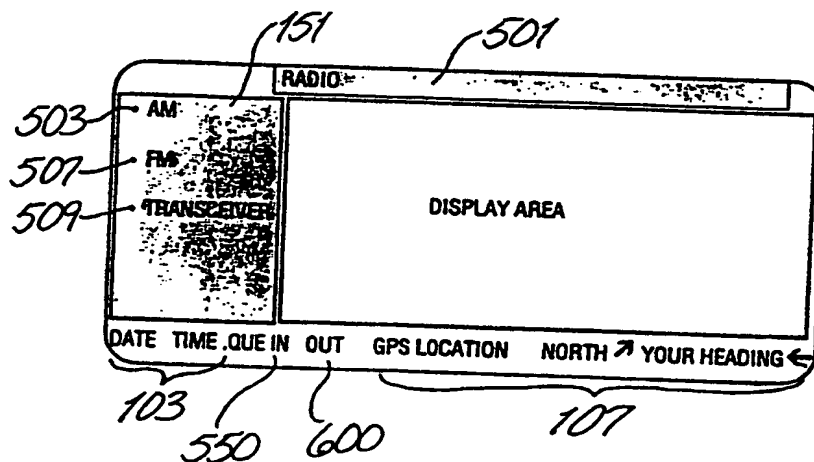 151
501
RADIO
503
AM
507
FM
509
TRANSCEIVER
DISPLAY AREA
DATE TIME QUE IN OUT GPS LOCATION NORTH ↗ YOUR HEADING ←
103
550
600
107